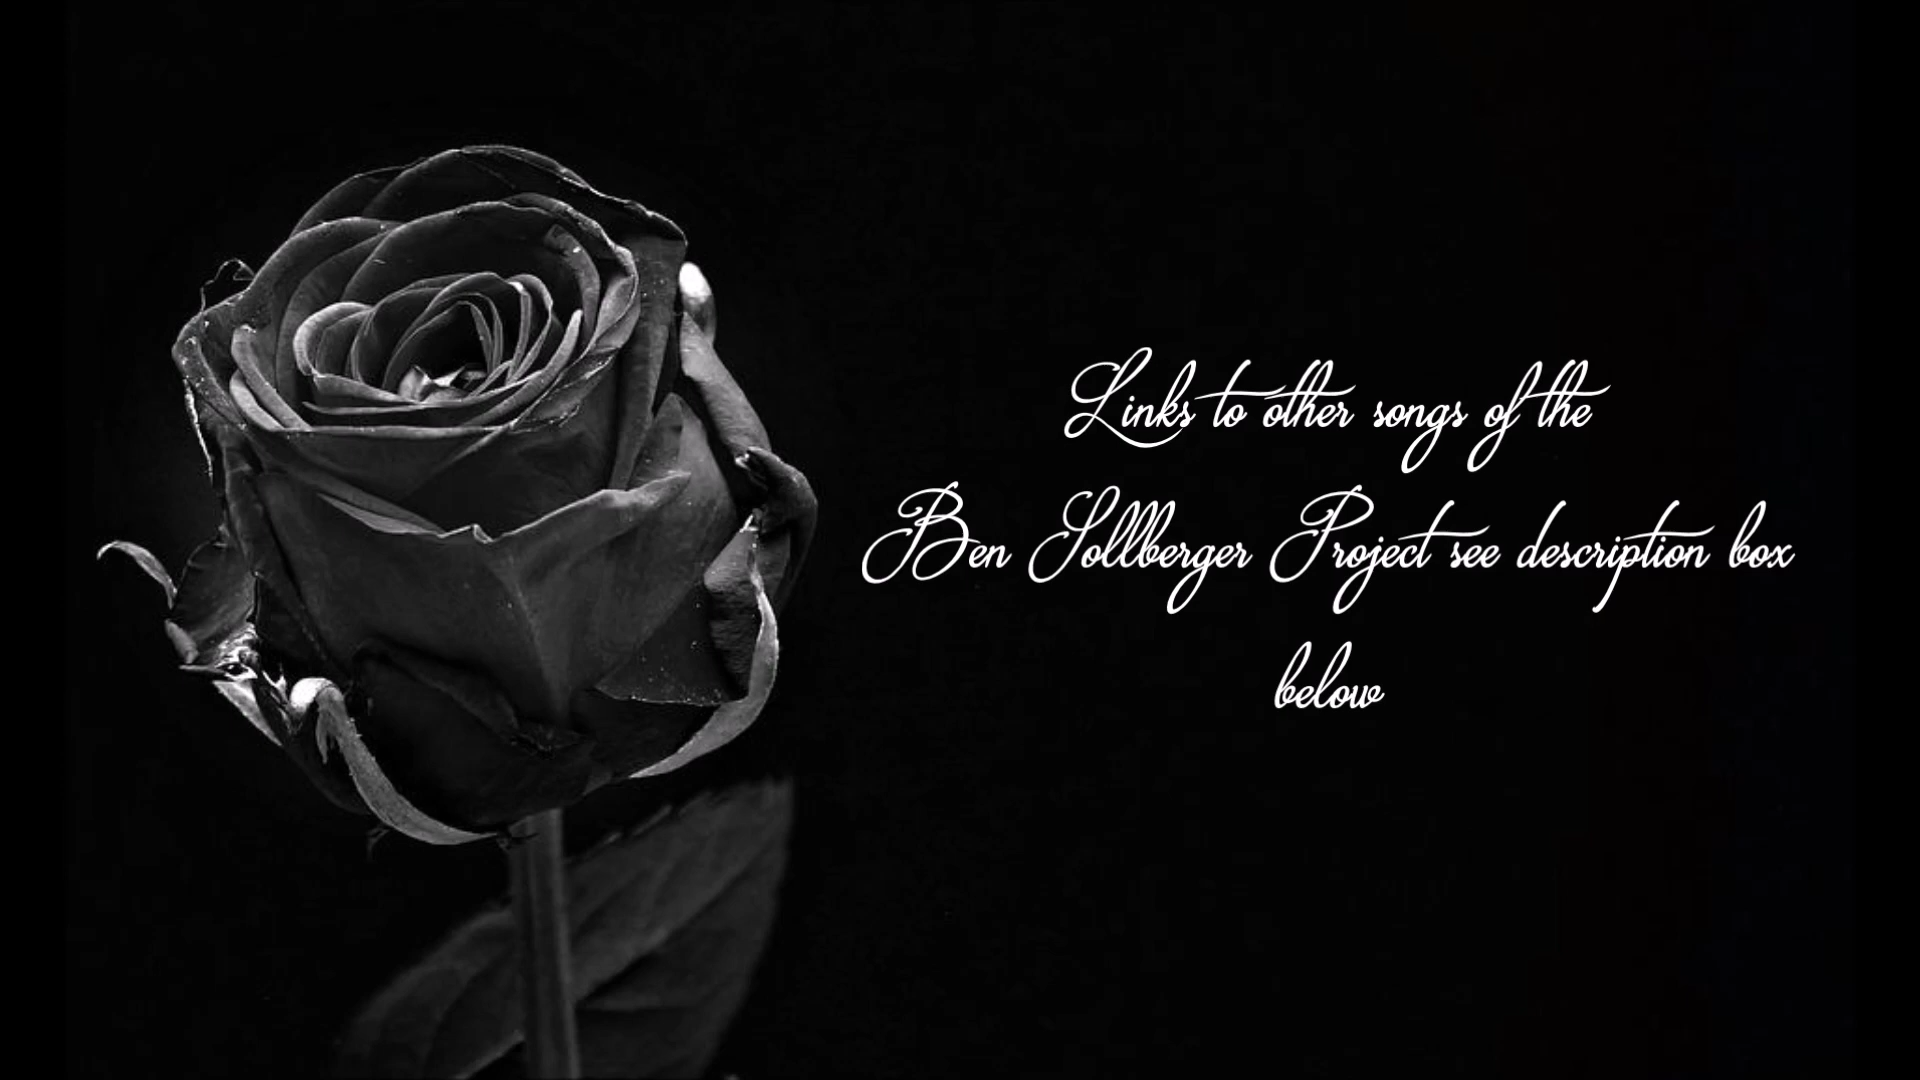 Links to other songs of the
Ben Sollberger Project see description box
below